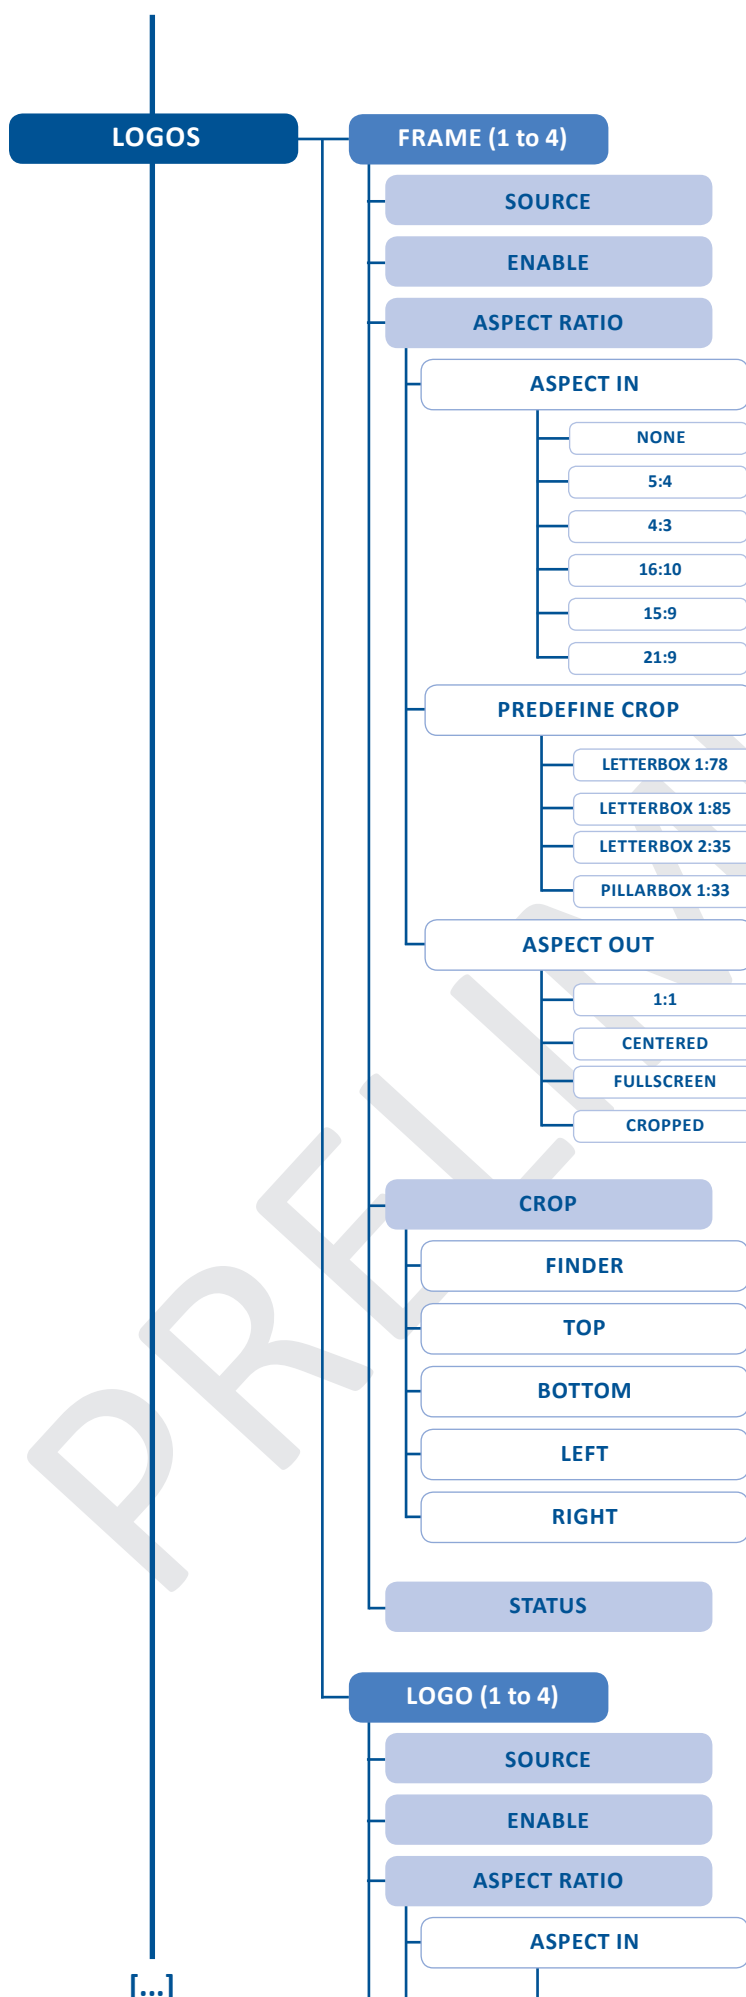 LOGOS
FRAME (1 to 4)
SOURCE
ENABLE
ASPECT RATIO
ASPECT IN
NONE
5:4
4:3
16:10
15:9
21:9
PREDEFINE CROP
LETTERBOX 1:78
LETTERBOX 1:85
LETTERBOX 2:35
PILLARBOX 1:33
ASPECT OUT
1:1
CENTERED
FULLSCREEN
CROPPED
CROP
FINDER
TOP
BOTTOM
LEFT
RIGHT
STATUS
LOGO (1 to 4)
SOURCE
ENABLE
ASPECT RATIO
ASPECT IN
[...]